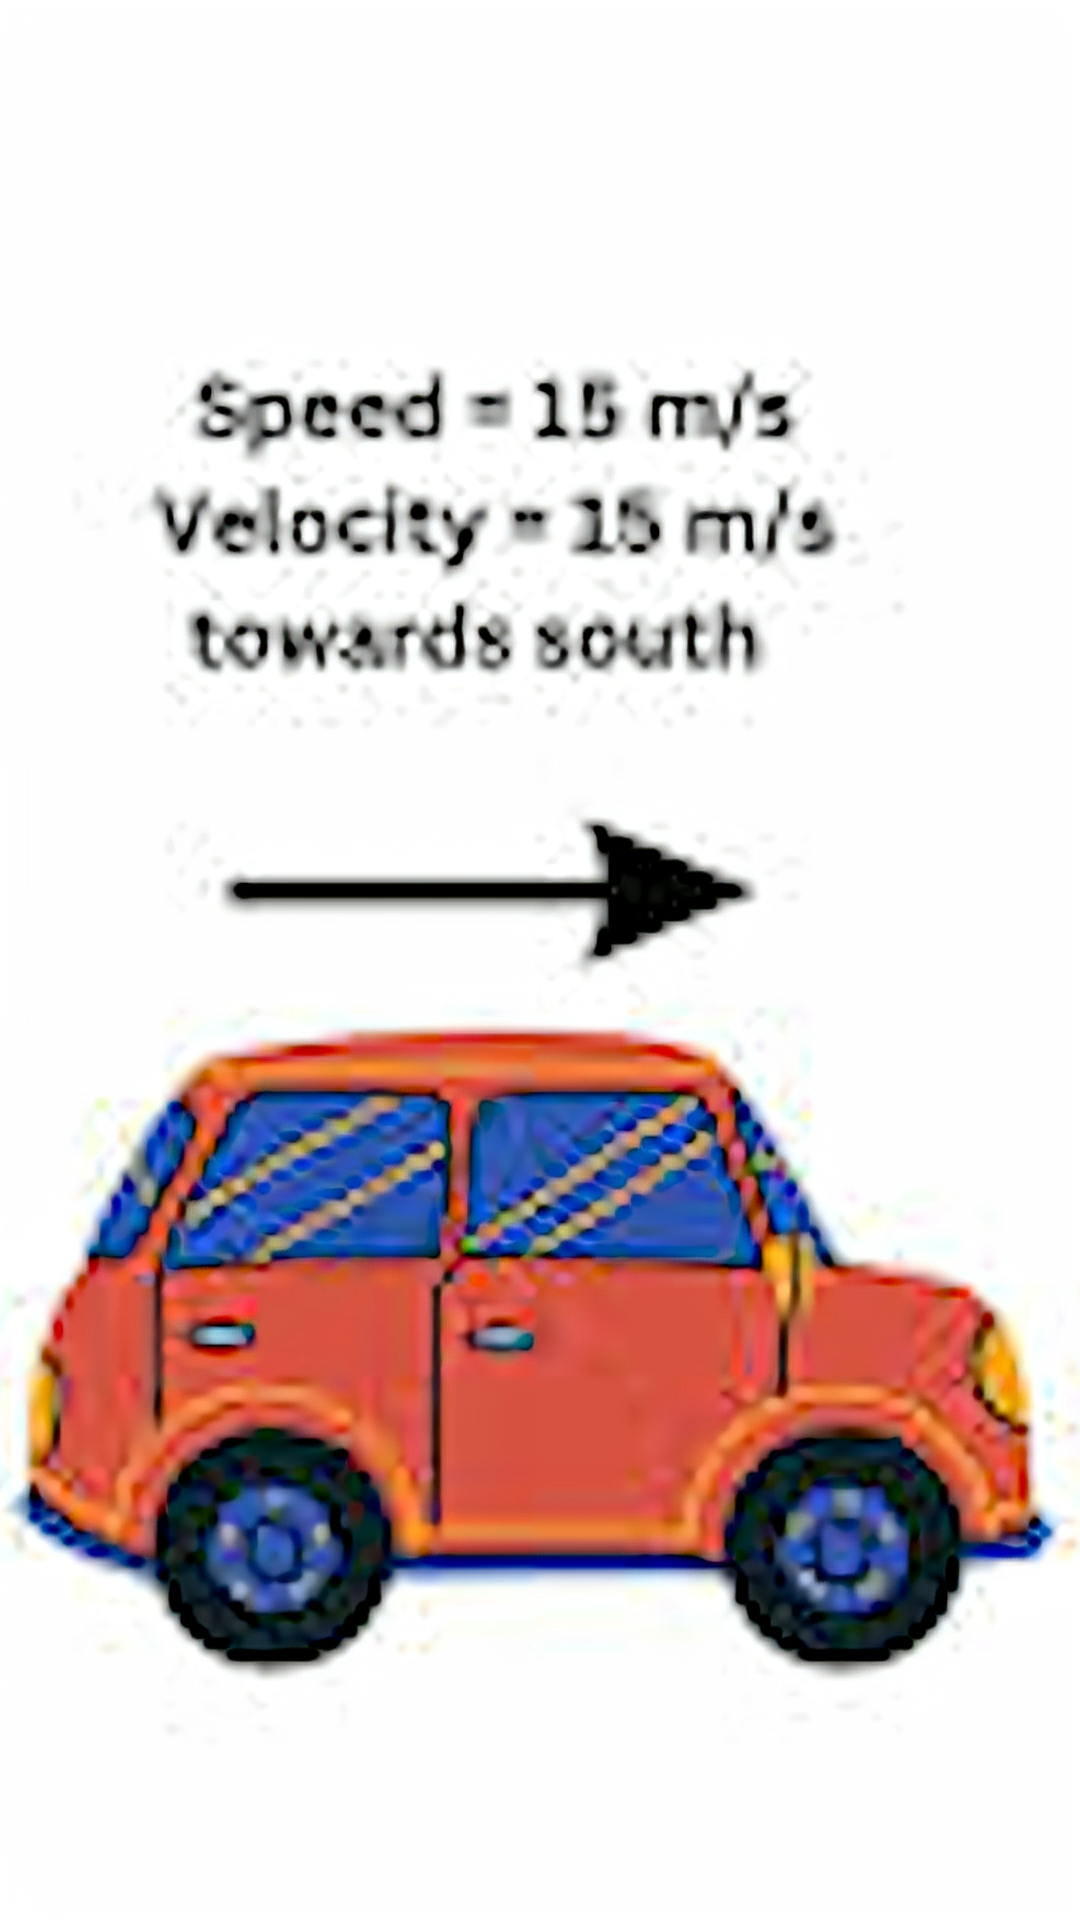 Speed = 15 m/s
Velocity = 15 m/s
towards south